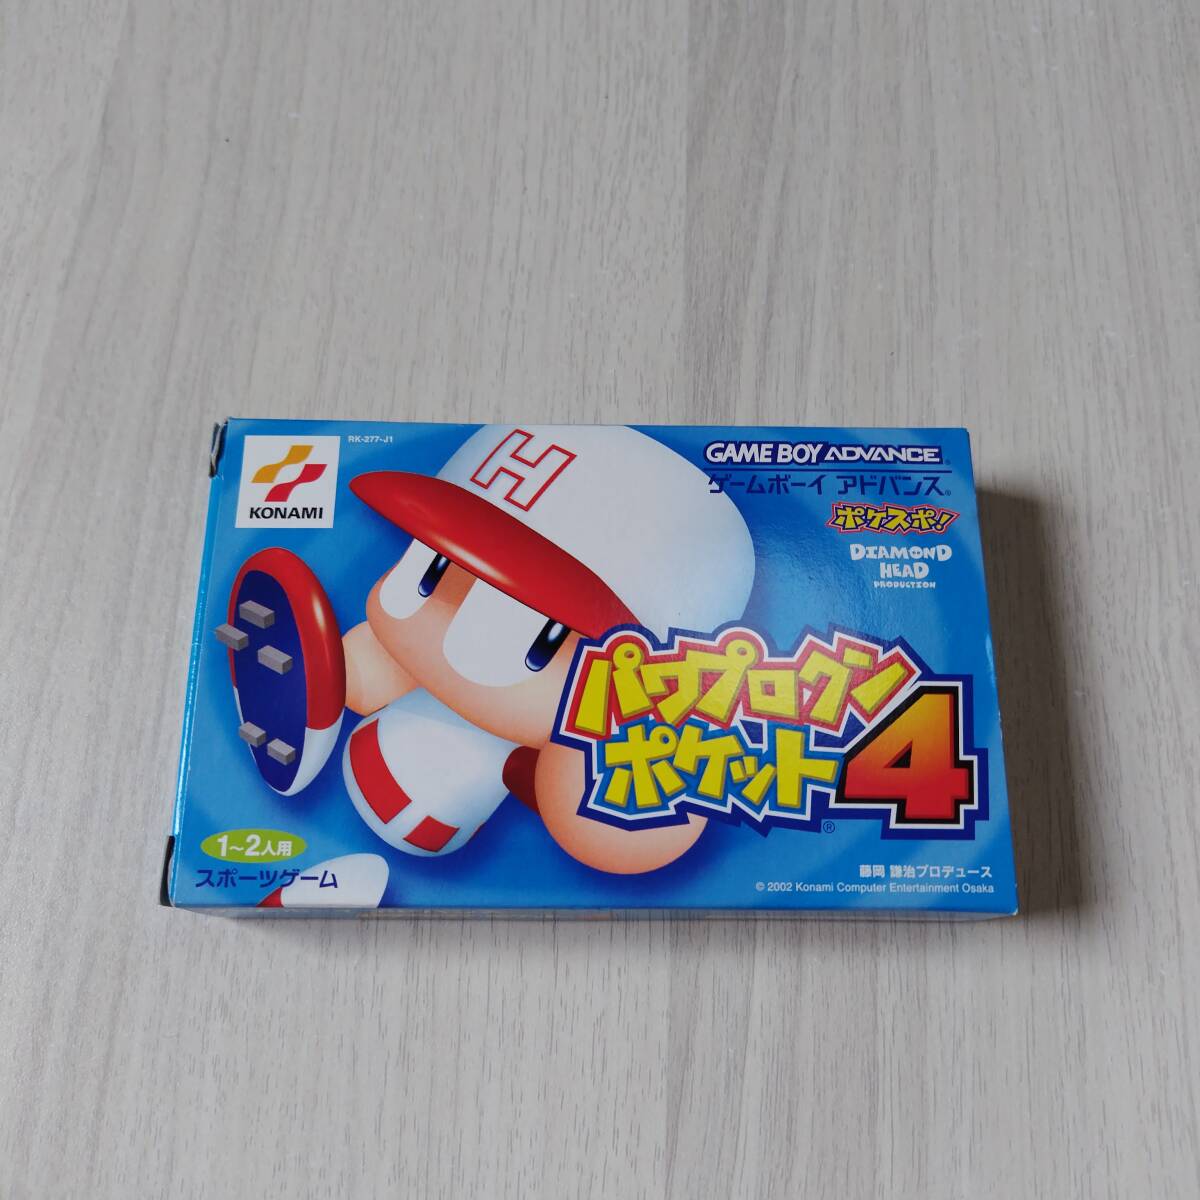 KONAMI
RK-277-J1
H
GAME BOY ADVANCE
ゲームボーイ アドバンス®
ポケスポ!
DIAMOND
HEAD
PRODUCTION
パワプロクン
ポケット4
®
1~2人用
スポーツゲーム
藤岡 謙治プロデュース
© 2002 Konami Computer Entertainment Osaka